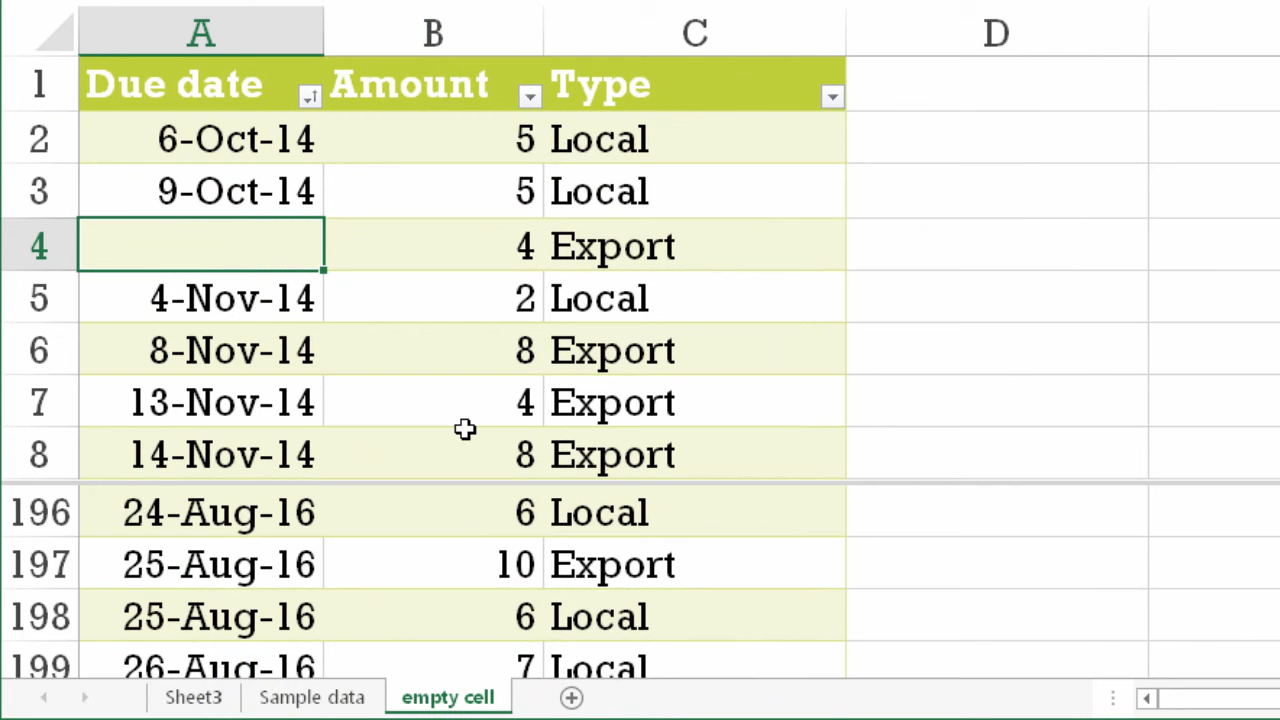 A B C D
1 Due date Amount Type
2 6-Oct-14 5 Local
3 9-Oct-14 5 Local
4 4 Export
5 4-Nov-14 2 Local
6 8-Nov-14 8 Export
7 13-Nov-14 4 Export
8 14-Nov-14 8 Export
196 24-Aug-16 6 Local
197 25-Aug-16 10 Export
198 25-Aug-16 6 Local
199 26-Aug-16 7 Local
Sheet3 Sample data empty cell